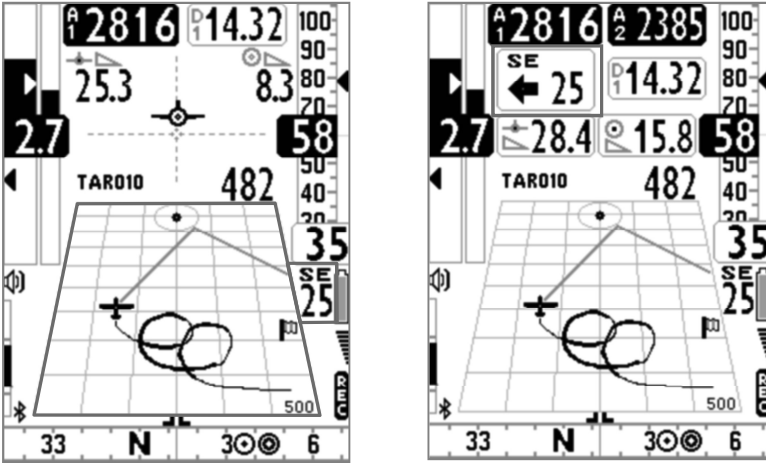 A1 2816 D1 14.32 100
90
25.3 8.3 80
70
2.7 58
50
TAR010 482 40
35
SE
25
500
REC
33 N 3 6
A1 2816 A2 2385 100
SE 90
25 D1 14.32 80
70
2.7 28.4 15.8 58
50
TAR010 482 40
35
SE
25
500
REC
33 N 30 6